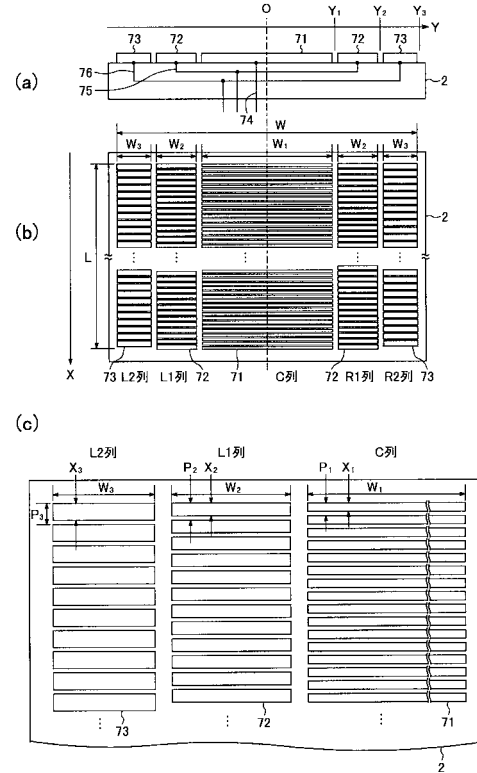 O Y₁ Y₂ Y₃
Y
73 72 71 72 73
(a)
76
75
74
2
W
W₃ W₂ W₁ W₂ W₃
(b)
2
L
X
73 L2列 L1列 72 71 C列 72 R1列 R2列 73
(c)
L2列 L1列 C列
X₃ P₂ X₂ P₁ X₁
W₃ W₂ W₁
P₃
73 72 71
2